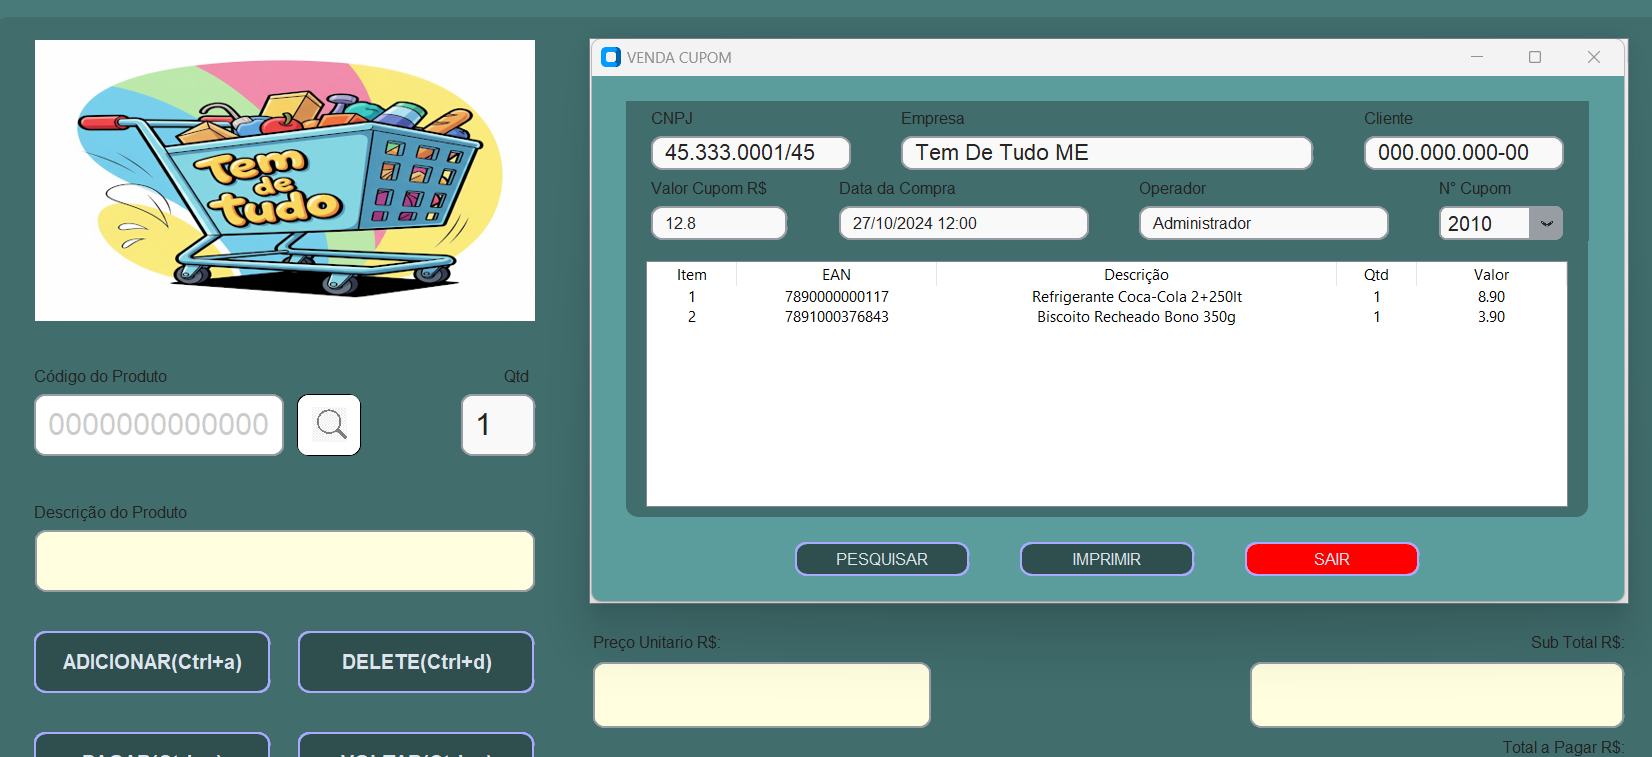 Tem
de
tudo
Código do Produto Qtd
0000000000000 1
Descrição do Produto
ADICIONAR(Ctrl+a) DELETE(Ctrl+d)
VENDA CUPOM
CNPJ Empresa Cliente
45.333.0001/45 Tem De Tudo ME 000.000.000-00
Valor Cupom R$ Data da Compra Operador N° Cupom
12.8 27/10/2024 12:00 Administrador 2010
Item EAN Descrição Qtd Valor
1 7890000000117 Refrigerante Coca-Cola 2+250lt 1 8.90
2 7891000376843 Biscoito Recheado Bono 350g 1 3.90
PESQUISAR IMPRIMIR SAIR
Preço Unitario R$: Sub Total R$:
Total a Pagar R$: